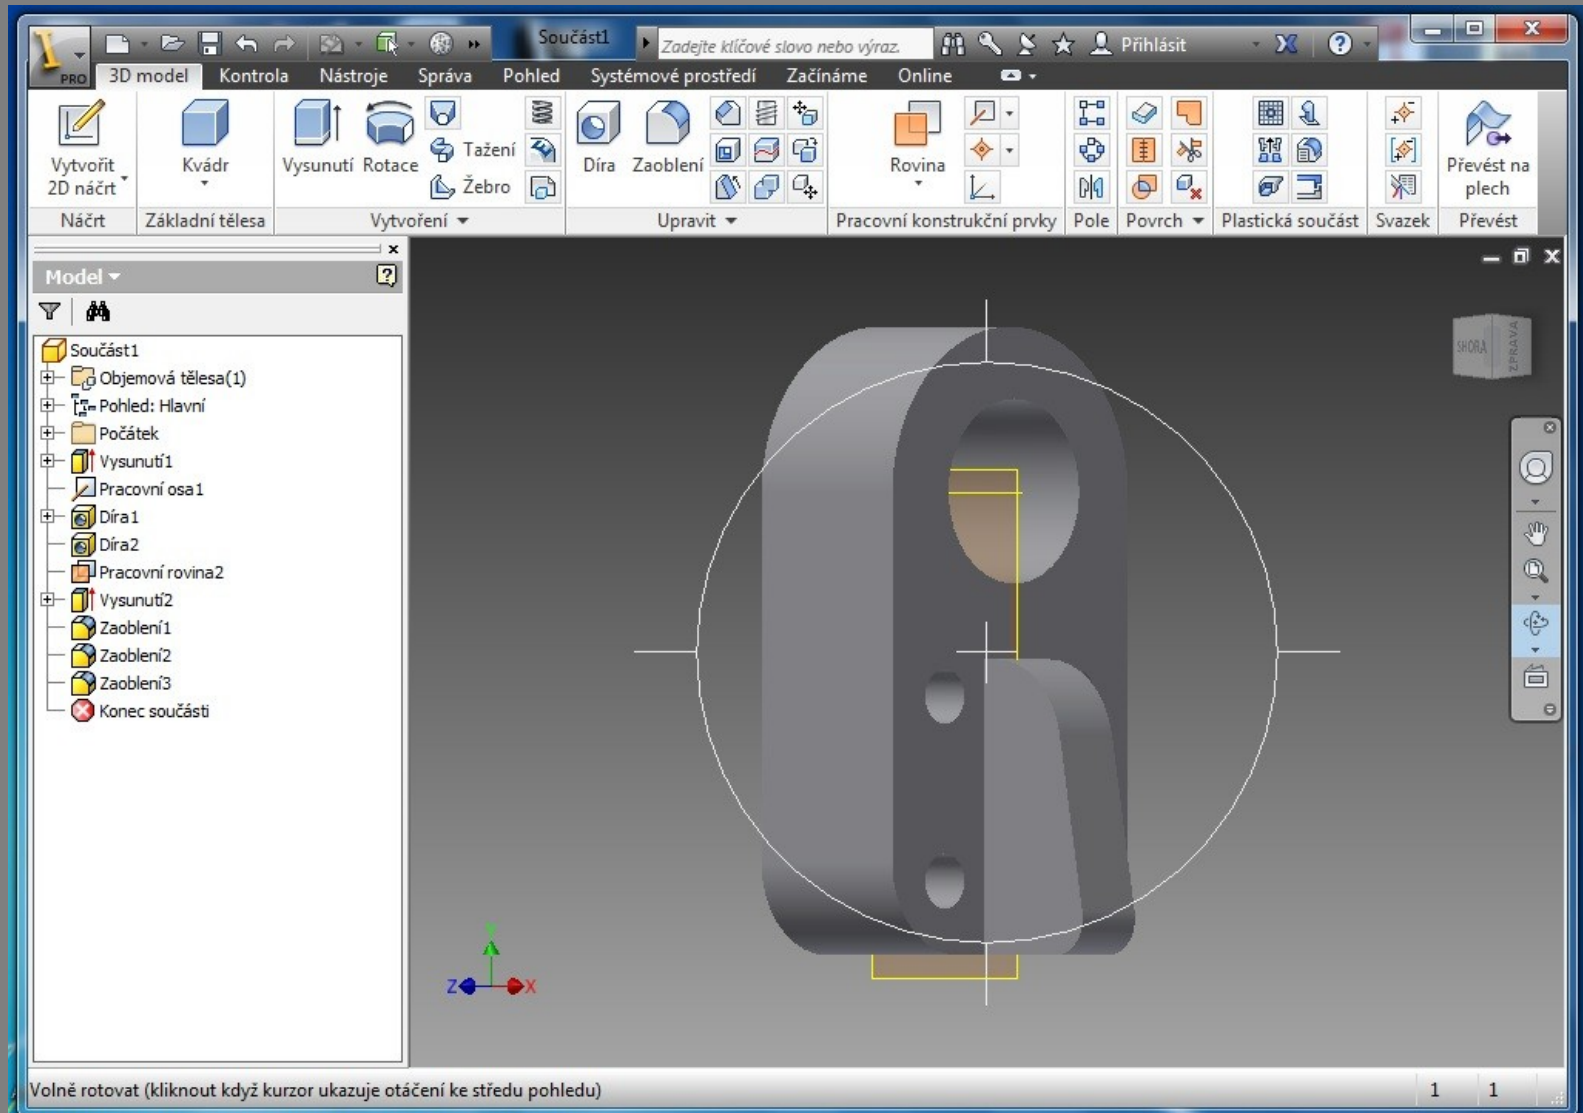 Součást1
Zadejte klíčové slovo nebo výraz.
Přihlásit
PRO
3D model Kontrola Nástroje Správa Pohled Systémové prostředí Začínáme Online
Vytvořit
2D náčrt
Kvádr
Vysunutí Rotace
Tažení
Žebro
Díra Zaoblení
Rovina
Převést na
plech
Náčrt Základní tělesa Vytvoření Upravit Pracovní konstrukční prvky Pole Povrch Plastická součást Svazek Převést
Model
Součást1
Objemová tělesa(1)
Pohled: Hlavní
Počátek
Vysunutí1
Pracovní osa1
Díra1
Díra2
Pracovní rovina2
Vysunutí2
Zaoblení1
Zaoblení2
Zaoblení3
Konec součásti
SHORA
ZPRAVA
Y
Z
X
Volně rotovat (kliknout když kurzor ukazuje otáčení ke středu pohledu)
1 1